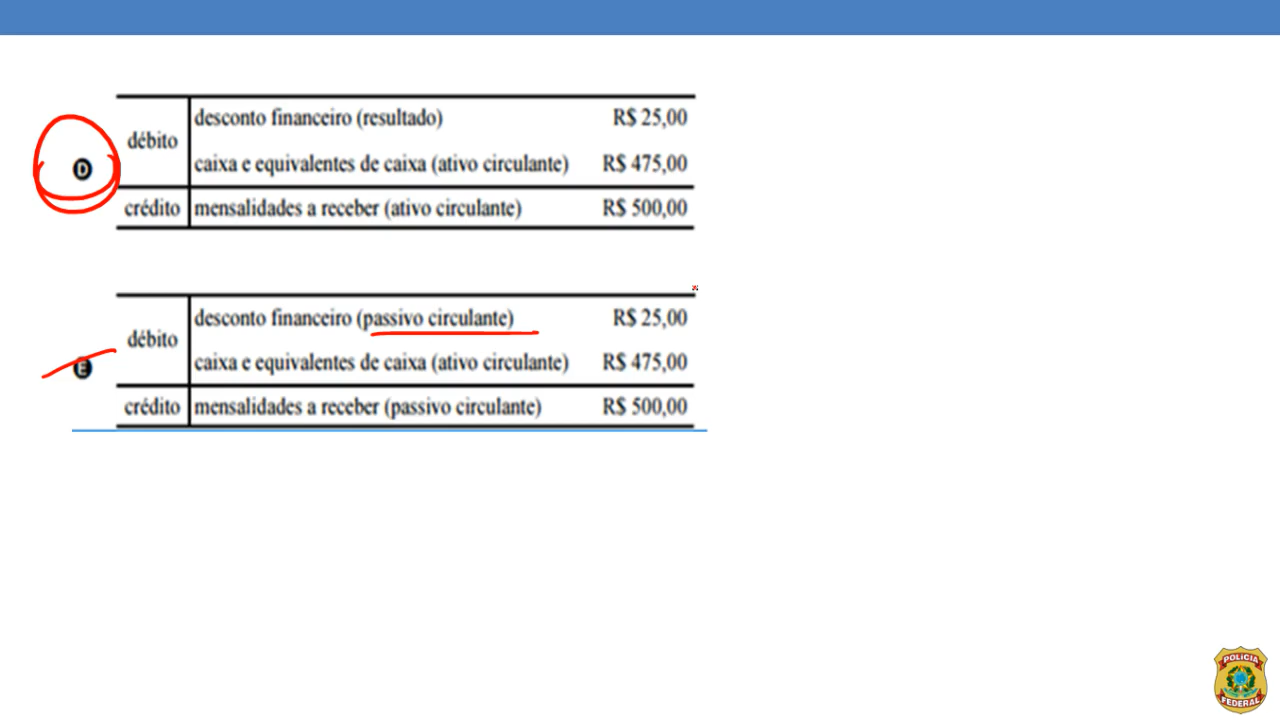 desconto financeiro (resultado) R$ 25,00
débito
D caixa e equivalentes de caixa (ativo circulante) R$ 475,00
crédito mensalidades a receber (ativo circulante) R$ 500,00
desconto financeiro (passivo circulante) R$ 25,00
débito
E caixa e equivalentes de caixa (ativo circulante) R$ 475,00
crédito mensalidades a receber (passivo circulante) R$ 500,00
POLÍCIA
FEDERAL